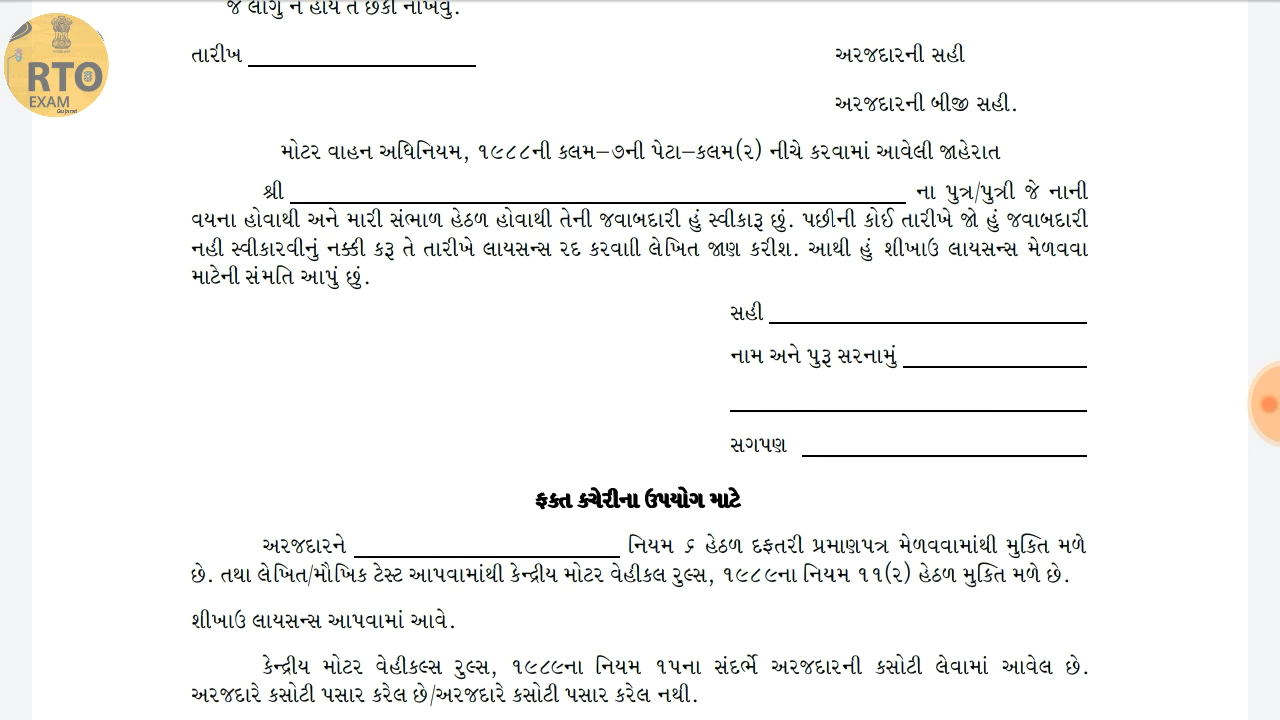 જે લાગુ ન હોય તે છેકી નાખવુ.
RTO
EXAM
Gujarat
તારીખ
અરજદારની સહી
અરજદારની બીજી સહી.
મોટર વાહન અધિનિયમ, ૧૯૮૮ની કલમ–૭ની પેટા–કલમ(૨) નીચે કરવામાં આવેલી જાહેરાત
શ્રી ના પુત્ર/પુત્રી જે નાની
વયના હોવાથી અને મારી સંભાળ હેઠળ હોવાથી તેની જવાબદારી હું સ્વીકારૂ છું. પછીની કોઈ તારીખે જો હું જવાબદારી
નહી સ્વીકારવીનું નક્કી કરૂ તે તારીખે લાયસન્સ રદ કરવાાી લેખિત જાણ કરીશ. આથી હું શીખાઉ લાયસન્સ મેળવવા
માટેની સંમતિ આપું છું.
સહી
નામ અને પુરૂ સરનામું
સગપણ
ફક્ત કચેરીના ઉપયોગ માટે
અરજદારને નિયમ ૬ હેઠળ દફતરી પ્રમાણપત્ર મેળવવામાંથી મુક્તિ મળે
છે. તથા લેખિત/મૌખિક ટેસ્ટ આપવામાંથી કેન્દ્રીય મોટર વેહીકલ રુલ્સ, ૧૯૮૯ના નિયમ ૧૧(૨) હેઠળ મુક્તિ મળે છે.
શીખાઉ લાયસન્સ આપવામાં આવે.
કેન્દ્રીય મોટર વેહીકલ્સ રુલ્સ, ૧૯૮૯ના નિયમ ૧૫ના સંદર્ભે અરજદારની કસોટી લેવામાં આવેલ છે.
અરજદારે કસોટી પસાર કરેલ છે/અરજદારે કસોટી પસાર કરેલ નથી.